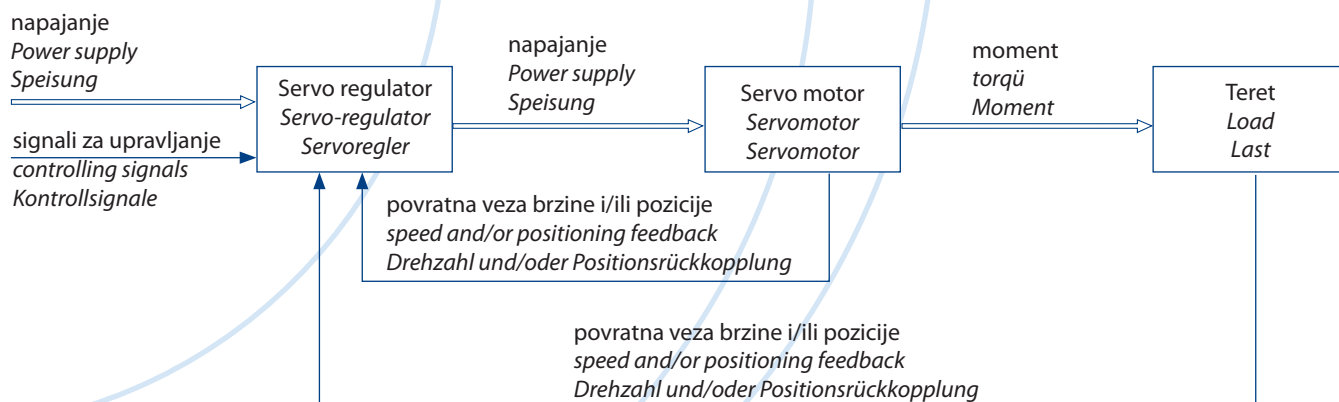 napajanje
Power supply
Speisung
signali za upravljanje
controlling signals
Kontrollsignale
Servo regulator
Servo-regulator
Servoregler
napajanje
Power supply
Speisung
Servo motor
Servomotor
Servomotor
moment
torqü
Moment
Teret
Load
Last
povratna veza brzine i/ili pozicije
speed and/or positioning feedback
Drehzahl und/oder Positionsrückkopplung
povratna veza brzine i/ili pozicije
speed and/or positioning feedback
Drehzahl und/oder Positionsrückkopplung